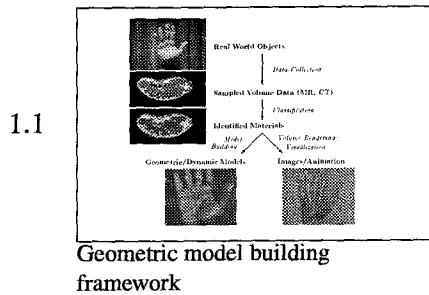 1.1
Real World Objects
Data Collection
Sampled Volume Data (MR, CT)
Classification
Identified Materials
Model Building
Volume Rendering/ Visualization
Geometric/Dynamic Models
Images/Animation
Geometric model building
framework